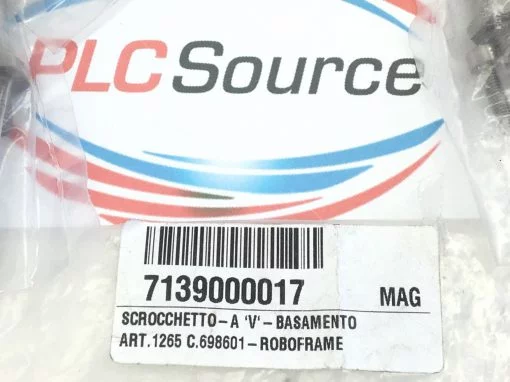 PLC Source
7139000017 MAG
SCROCCHETTO-A 'V'-BASAMENTO
ART.1265 C.698601-ROBOFRAME